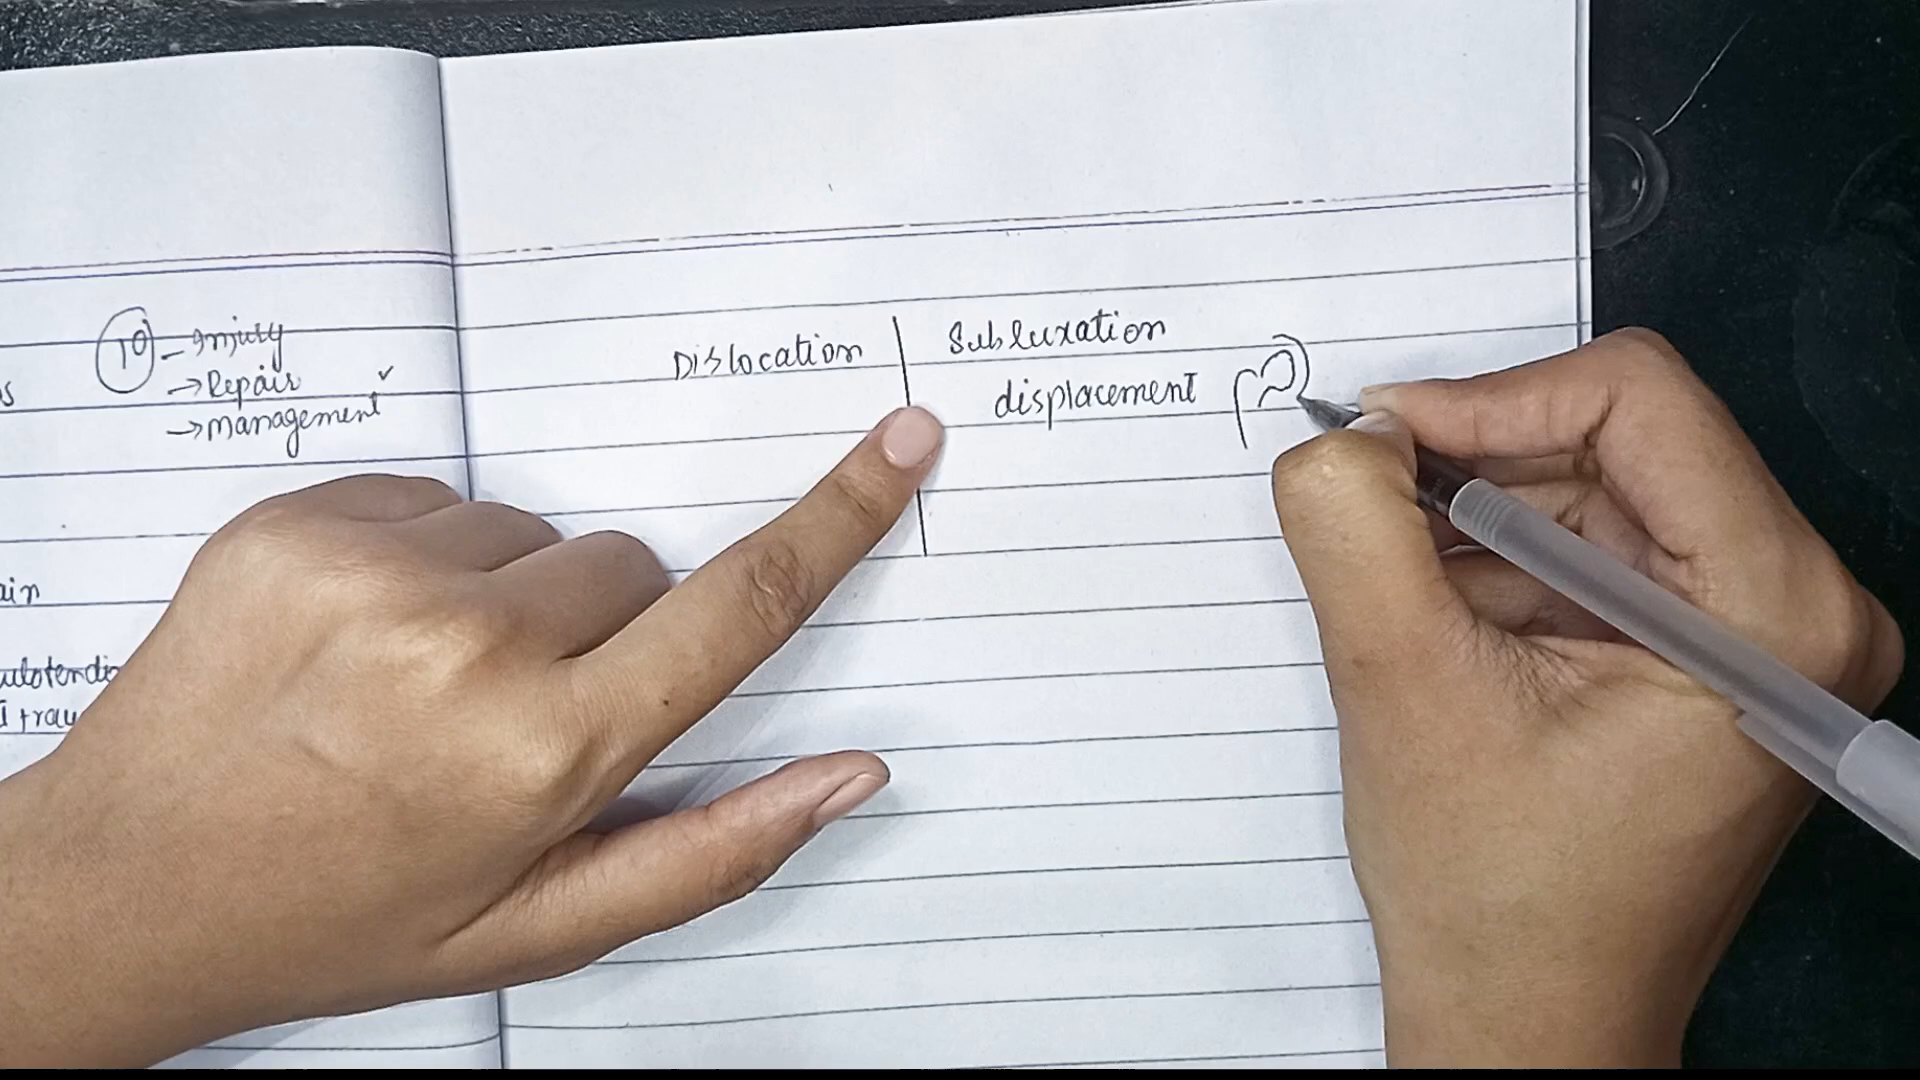 10 - Injury
→ Repair
→ management ✓
ain
Dislocation | Subluxation
displacement